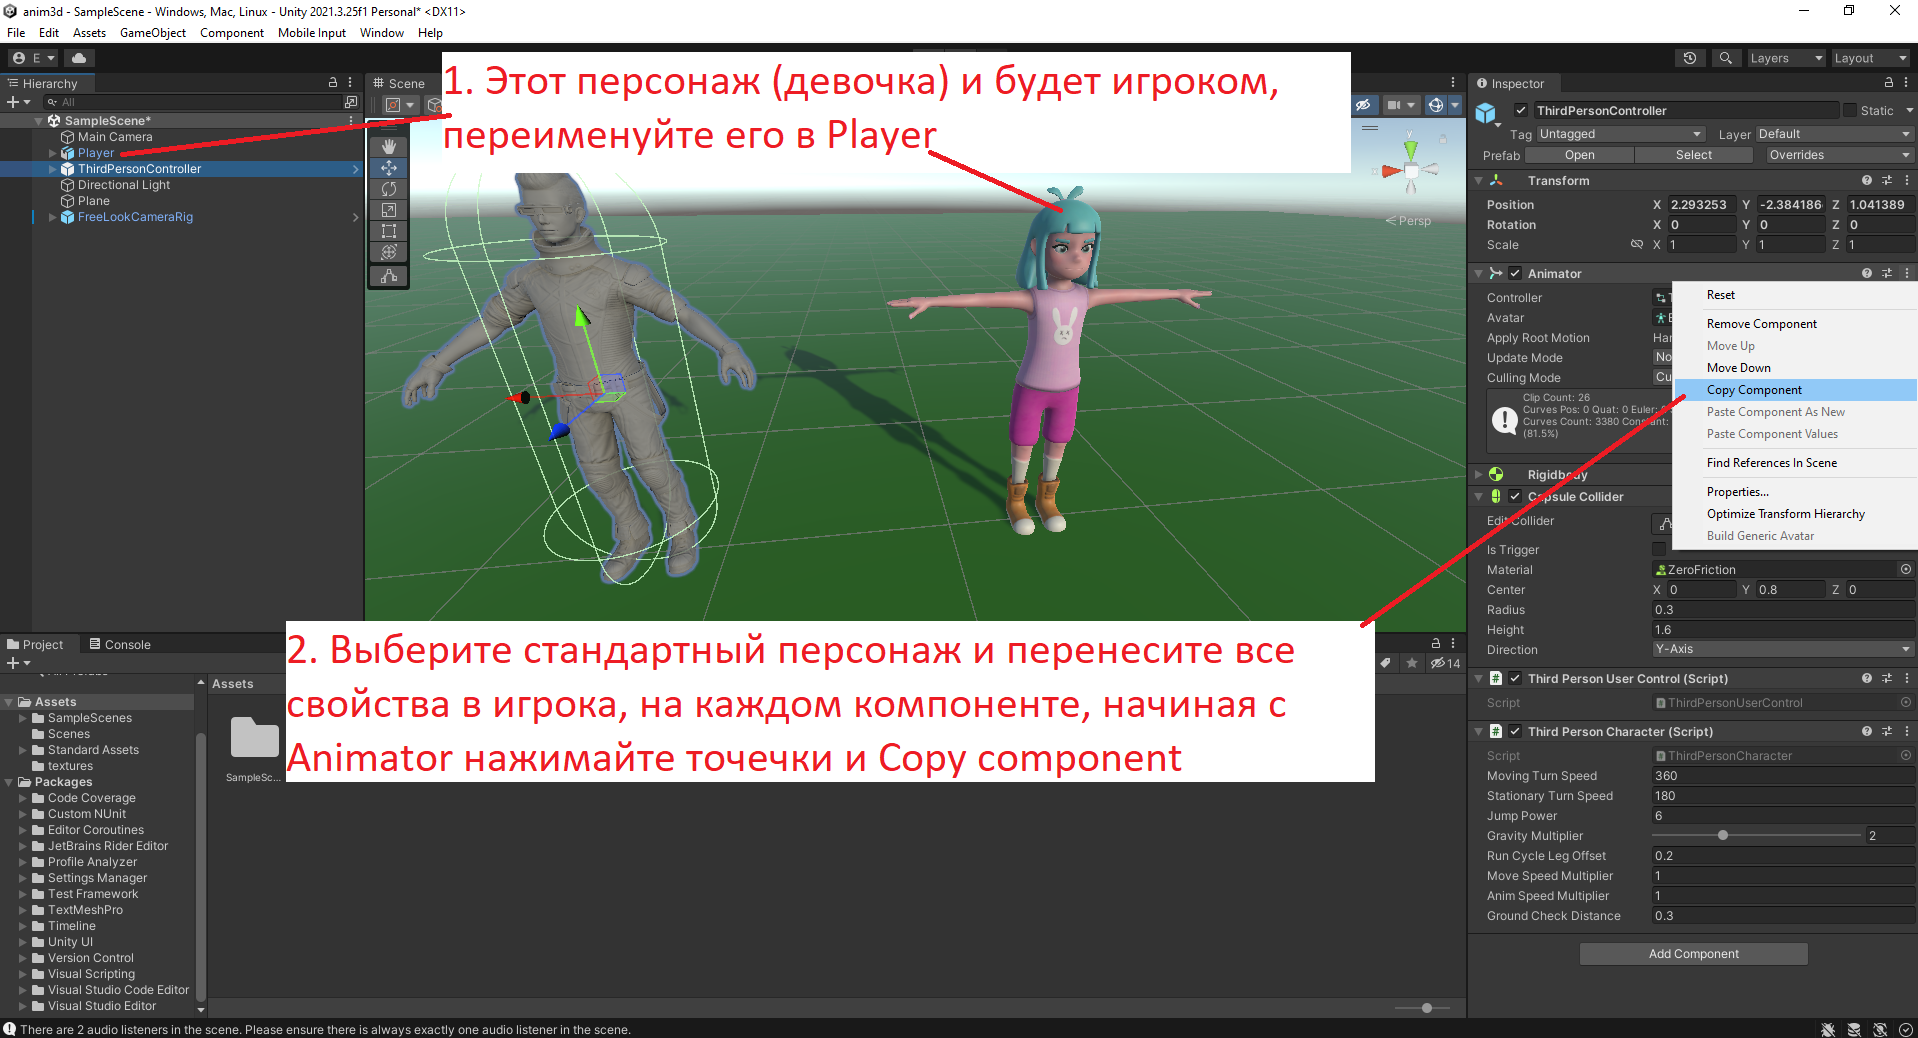 anim3d - SampleScene - Windows, Mac, Linux - Unity 2021.3.25f1 Personal* <DX11>
File Edit Assets GameObject Component Mobile Input Window Help
E
Layers
Layout
Hierarchy
All
SampleScene*
Main Camera
Player
ThirdPersonController
Directional Light
Plane
FreeLookCameraRig
Scene
1. Этот персонаж (девочка) и будет игроком,
переименуйте его в Player
y
Persp
2. Выберите стандартный персонаж и перенесите все
свойства в игрока, на каждом компоненте, начиная с
Animator нажимайте точечки и Copy component
Inspector
ThirdPersonController
Static
Tag Untagged Layer Default
Prefab Open Select Overrides
Transform
Position X 2.293253 Y -2.384186 Z 1.041389
Rotation X 0 Y 0 Z 0
Scale X 1 Y 1 Z 1
Animator
Controller
Avatar
Apply Root Motion
Update Mode No
Culling Mode Cu
Clip Count: 26
Curves Pos: 0 Quat: 0 Euler:
Curves Count: 3380 Constant:
(81.5%)
Reset
Remove Component
Move Up
Move Down
Copy Component
Paste Component As New
Paste Component Values
Find References In Scene
Properties...
Optimize Transform Hierarchy
Build Generic Avatar
Rigidbody
Capsule Collider
Edit Collider
Is Trigger
Material ZeroFriction
Center X 0 Y 0.8 Z 0
Radius 0.3
Height 1.6
Direction Y-Axis
Third Person User Control (Script)
Script ThirdPersonUserControl
Third Person Character (Script)
Script ThirdPersonCharacter
Moving Turn Speed 360
Stationary Turn Speed 180
Jump Power 6
Gravity Multiplier 2
Run Cycle Leg Offset 0.2
Move Speed Multiplier 1
Anim Speed Multiplier 1
Ground Check Distance 0.3
Add Component
Project Console
14
Assets
SampleScenes
Scenes
Standard Assets
textures
Packages
Code Coverage
Custom NUnit
Editor Coroutines
JetBrains Rider Editor
Profile Analyzer
Settings Manager
Test Framework
TextMeshPro
Timeline
Unity UI
Version Control
Visual Scripting
Visual Studio Code Editor
Visual Studio Editor
Assets
SampleSc...
There are 2 audio listeners in the scene. Please ensure there is always exactly one audio listener in the scene.